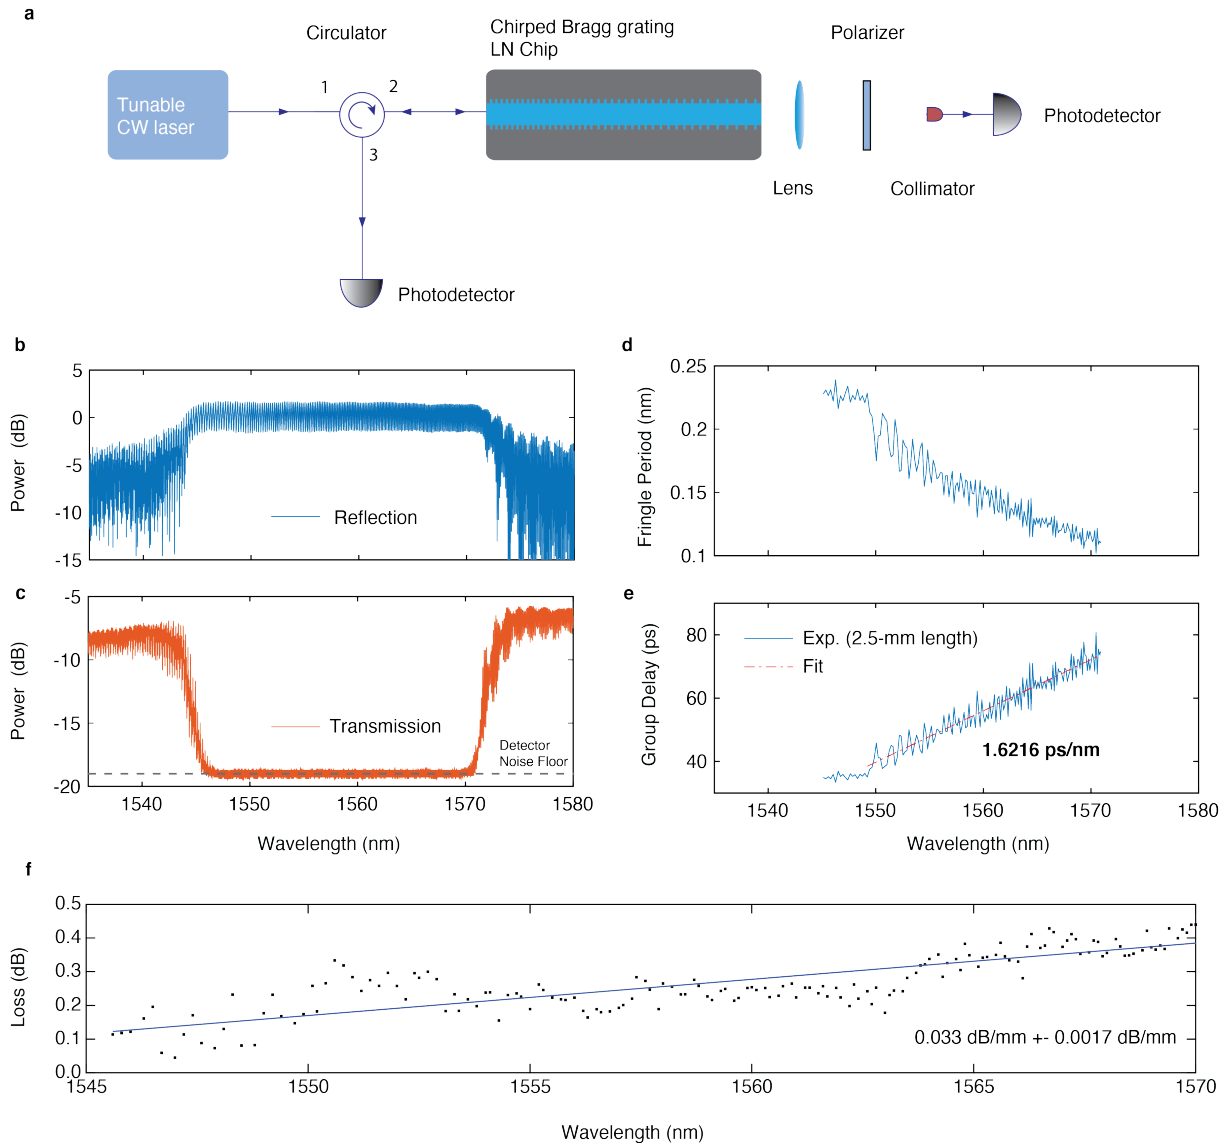 a
Circulator
Chirped Bragg grating
LN Chip
Polarizer
Tunable
CW laser
1
2
3
Photodetector
Lens
Collimator
Photodetector
b
5
0
-5
-10
-15
Power (dB)
Reflection
c
-5
-10
-15
-20
Power (dB)
Transmission
Detector
Noise Floor
1540
1550
1560
1570
1580
Wavelength (nm)
d
0.25
0.2
0.15
0.1
Fringle Period (nm)
e
80
60
40
Group Delay (ps)
Exp. (2.5-mm length)
Fit
1.6216 ps/nm
1540
1550
1560
1570
1580
Wavelength (nm)
f
0.5
0.4
0.3
0.2
0.1
0.0
Loss (dB)
0.033 dB/mm +- 0.0017 dB/mm
1545
1550
1555
1560
1565
1570
Wavelength (nm)